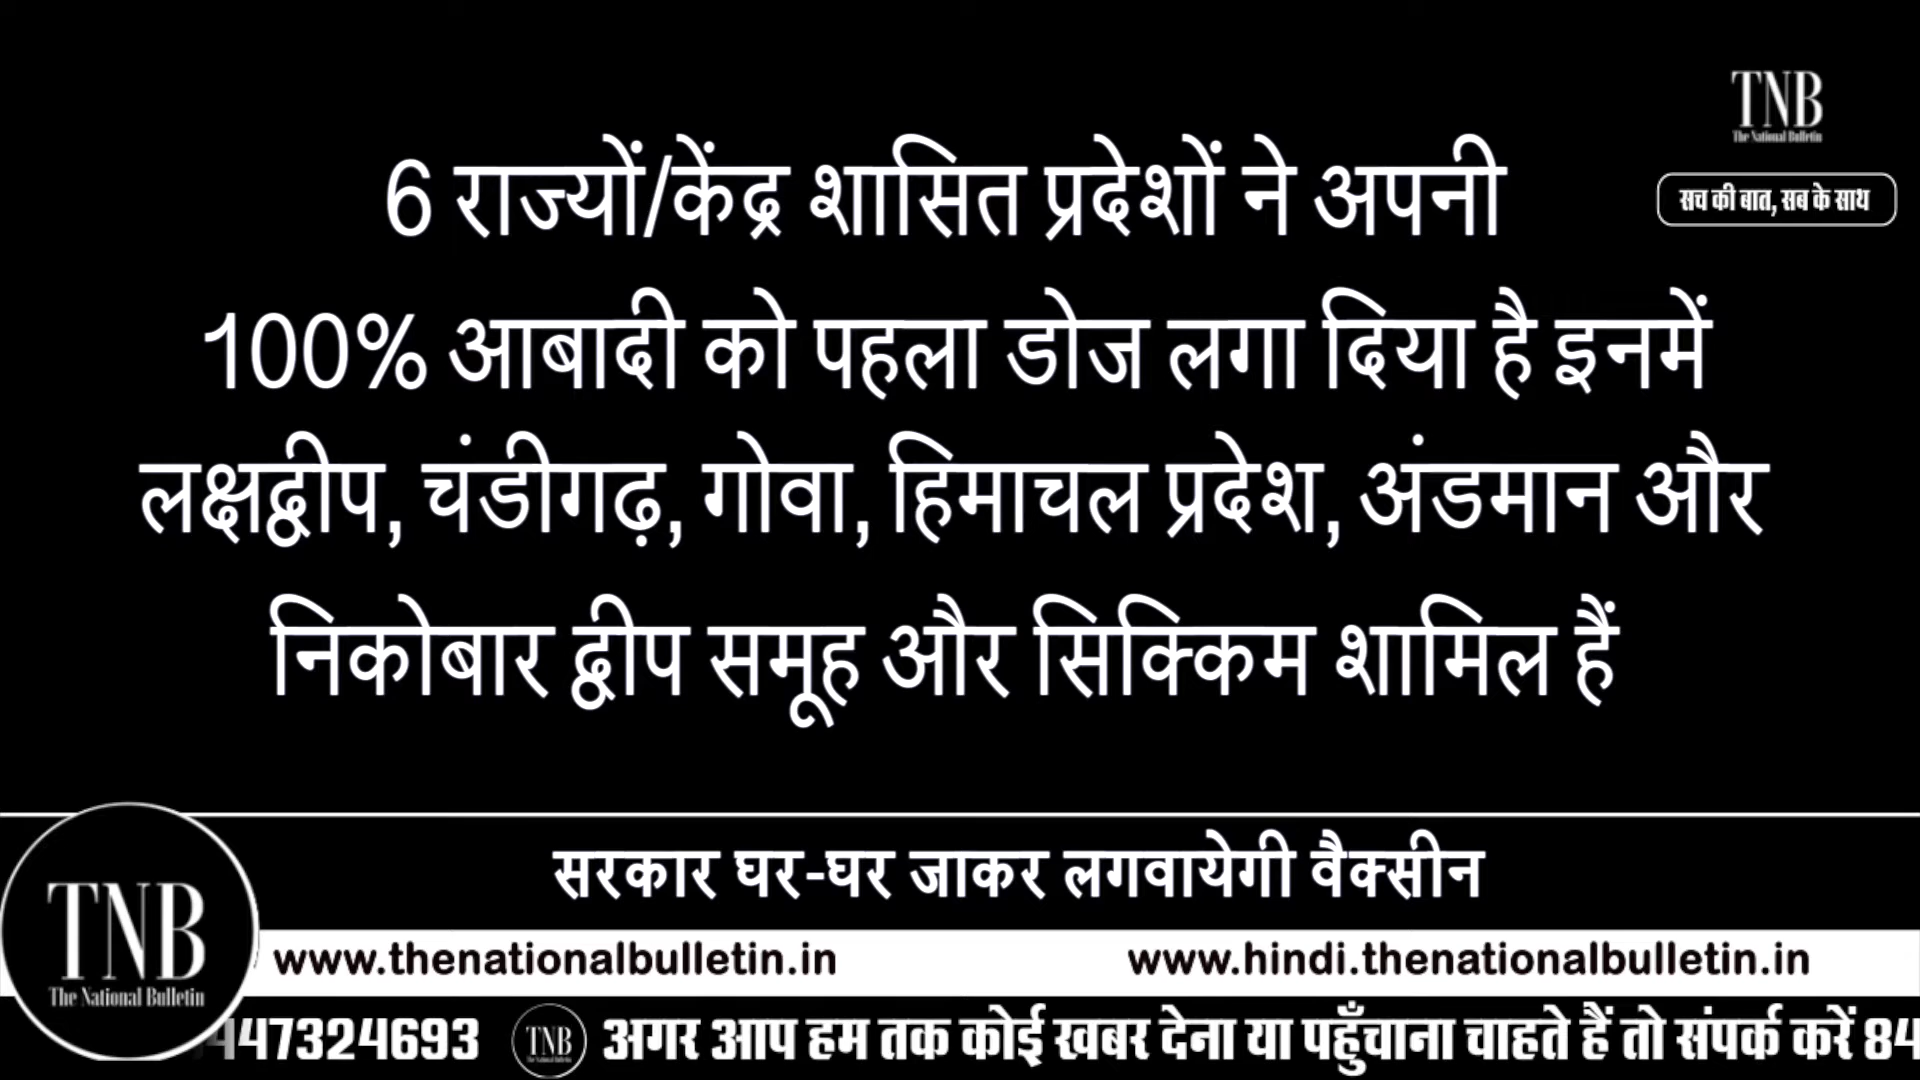 TNB
The National Bulletin
सच की बात, सब के साथ
6 राज्यों/केंद्र शासित प्रदेशों ने अपनी
100% आबादी को पहला डोज लगा दिया है इनमें
लक्षद्वीप, चंडीगढ़, गोवा, हिमाचल प्रदेश, अंडमान और
निकोबार द्वीप समूह और सिक्किम शामिल हैं
सरकार घर-घर जाकर लगवायेगी वैक्सीन
TNB
The National Bulletin
www.thenationalbulletin.in www.hindi.thenationalbulletin.in
447324693 TNB अगर आप हम तक कोई खबर देना या पहुँचाना चाहते हैं तो संपर्क करें 84